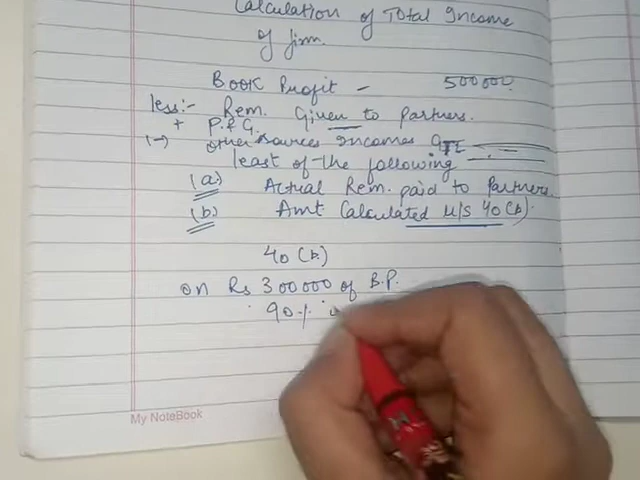 Calculation of Total Income
of firm.
Book Profit - 500000
less:- Rem. Given to Partners.
+ P.& G.
(-) other sources Incomes GTI
least of the following
(a) Actual Rem. paid to Partners
(b) Amt Calculated u/s 40(b).
40(b)
on Rs 300000 of B.P.
90%
My NoteBook